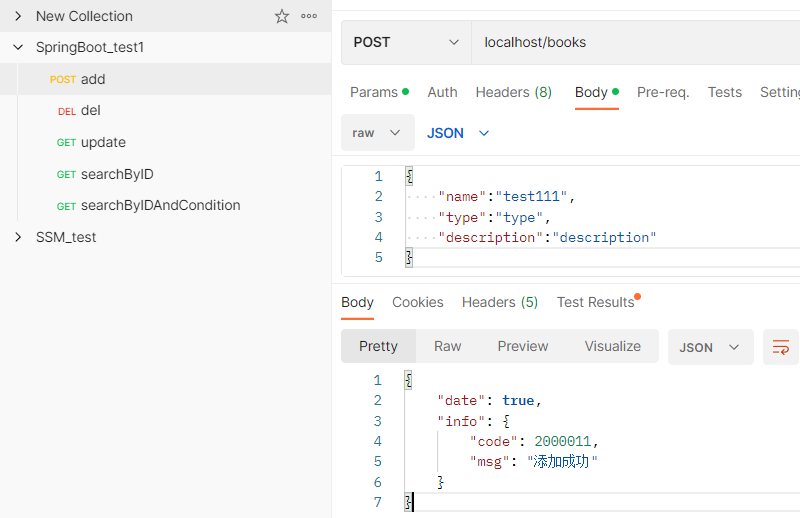 New Collection
SpringBoot_test1
POST add
DEL del
GET update
GET searchByID
GET searchByIDAndCondition
SSM_test
POST localhost/books
Params Auth Headers (8) Body Pre-req. Tests Setting
raw JSON
1 {
2 "name":"test111",
3 "type":"type",
4 "description":"description"
5 }
Body Cookies Headers (5) Test Results
Pretty Raw Preview Visualize JSON
1 {
2 "date": true,
3 "info": {
4 "code": 2000011,
5 "msg": "添加成功"
6 }
7 }